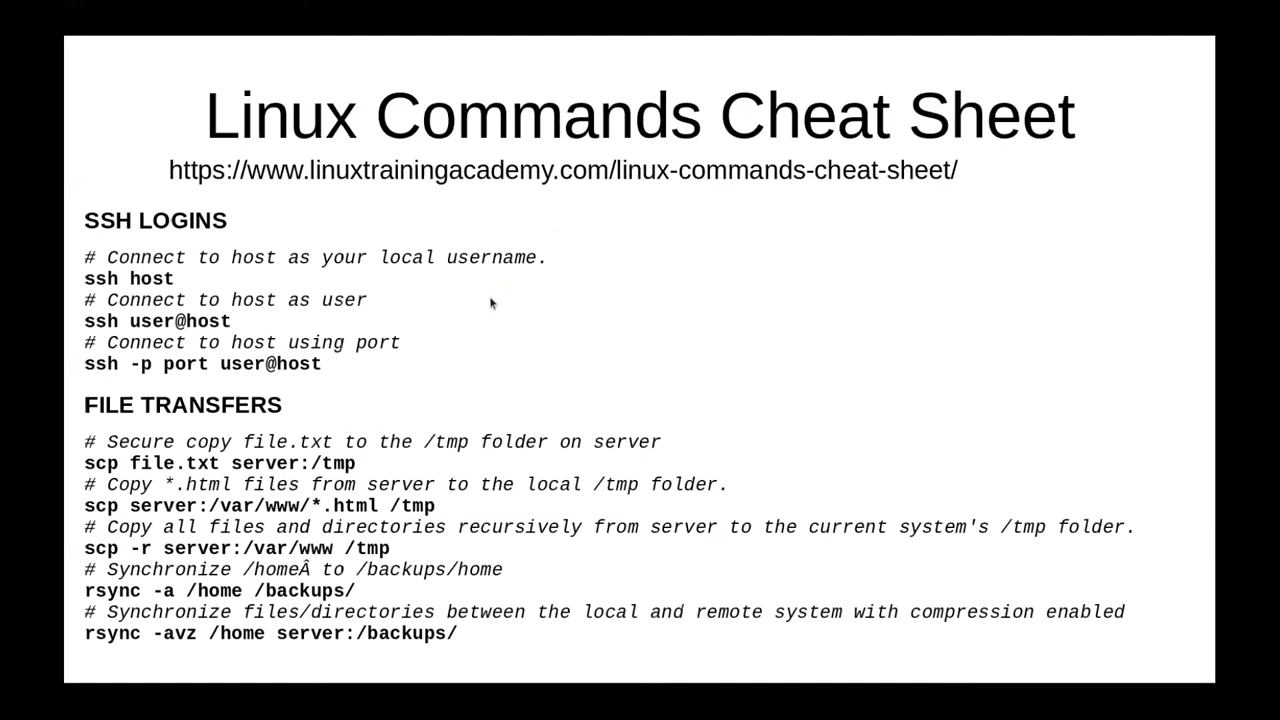 Linux Commands Cheat Sheet
https://www.linuxtrainingacademy.com/linux-commands-cheat-sheet/
SSH LOGINS
# Connect to host as your local username.
ssh host
# Connect to host as user
ssh user@host
# Connect to host using port
ssh -p port user@host
FILE TRANSFERS
# Secure copy file.txt to the /tmp folder on server
scp file.txt server:/tmp
# Copy *.html files from server to the local /tmp folder.
scp server:/var/www/*.html /tmp
# Copy all files and directories recursively from server to the current system's /tmp folder.
scp -r server:/var/www /tmp
# Synchronize /homeÂ to /backups/home
rsync -a /home /backups/
# Synchronize files/directories between the local and remote system with compression enabled
rsync -avz /home server:/backups/